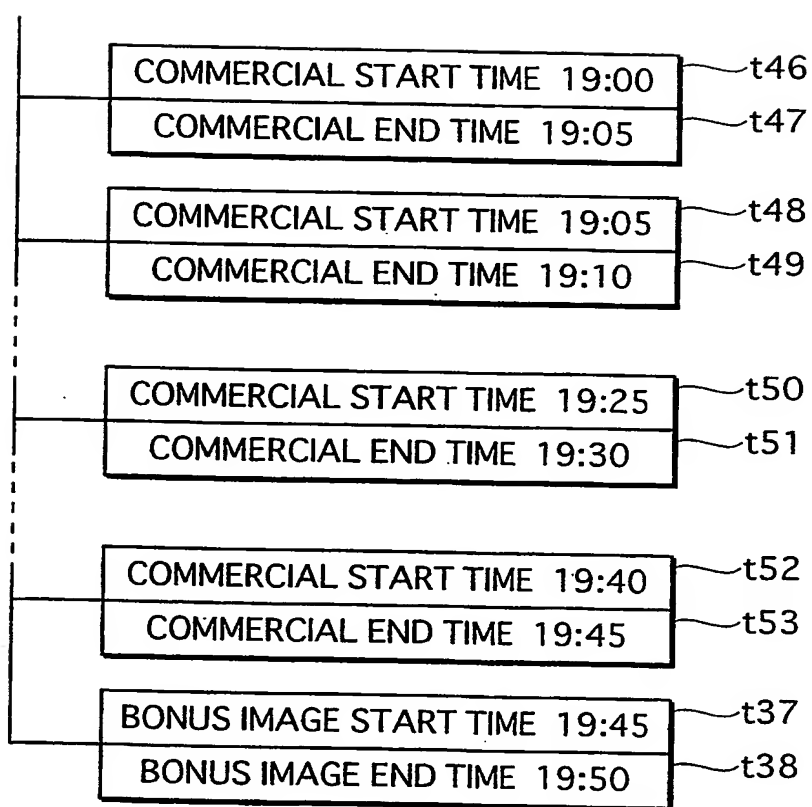 COMMERCIAL START TIME 19:00 t46
COMMERCIAL END TIME 19:05 t47
COMMERCIAL START TIME 19:05 t48
COMMERCIAL END TIME 19:10 t49
COMMERCIAL START TIME 19:25 t50
COMMERCIAL END TIME 19:30 t51
COMMERCIAL START TIME 19:40 t52
COMMERCIAL END TIME 19:45 t53
BONUS IMAGE START TIME 19:45 t37
BONUS IMAGE END TIME 19:50 t38